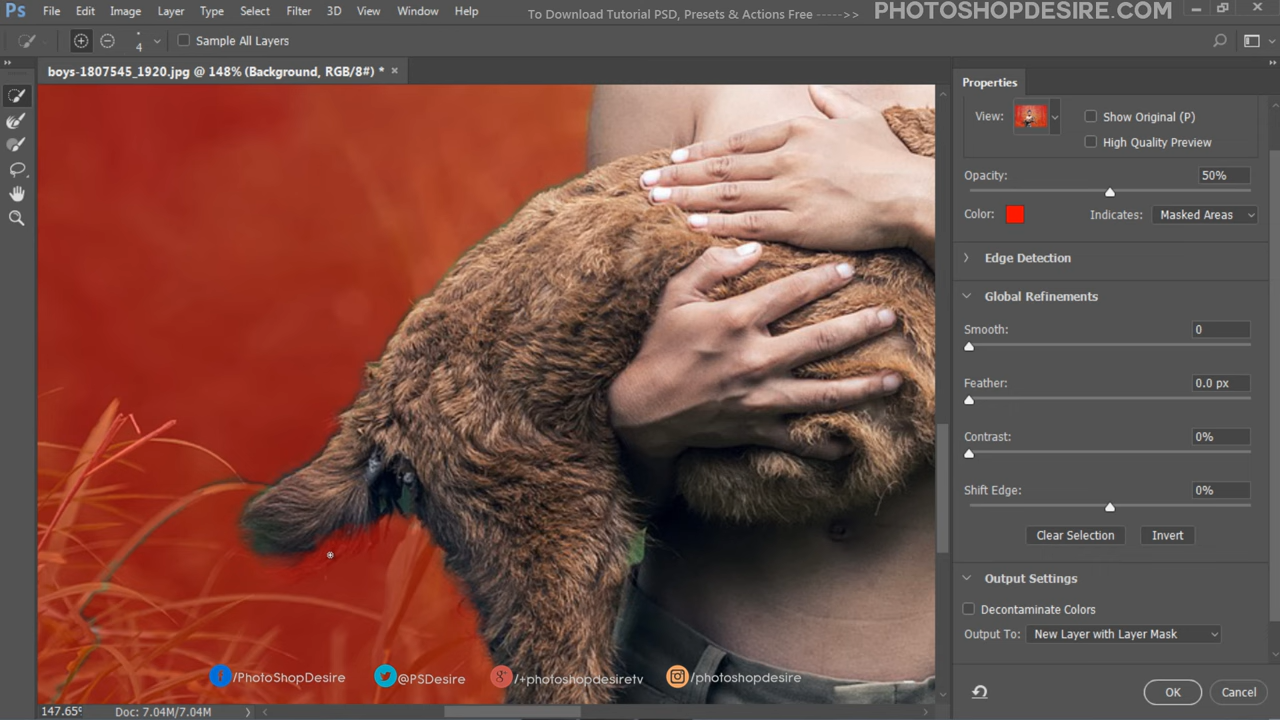 Ps File Edit Image Layer Type Select Filter 3D View Window Help To Download Tutorial PSD, Presets & Actions Free ----->> PHOTOSHOPDESIRE.COM
4 Sample All Layers
boys-1807545_1920.jpg @ 148% (Background, RGB/8#) * ×
Properties
View: Show Original (P)
High Quality Preview
Opacity: 50%
Color: Indicates: Masked Areas
Edge Detection
Global Refinements
Smooth: 0
Feather: 0.0 px
Contrast: 0%
Shift Edge: 0%
Clear Selection Invert
Output Settings
Decontaminate Colors
Output To: New Layer with Layer Mask
/PhotoShopDesire @PSDesire /+photoshopdesiretv /photoshopdesire
OK Cancel
147.65% Doc: 7.04M/7.04M